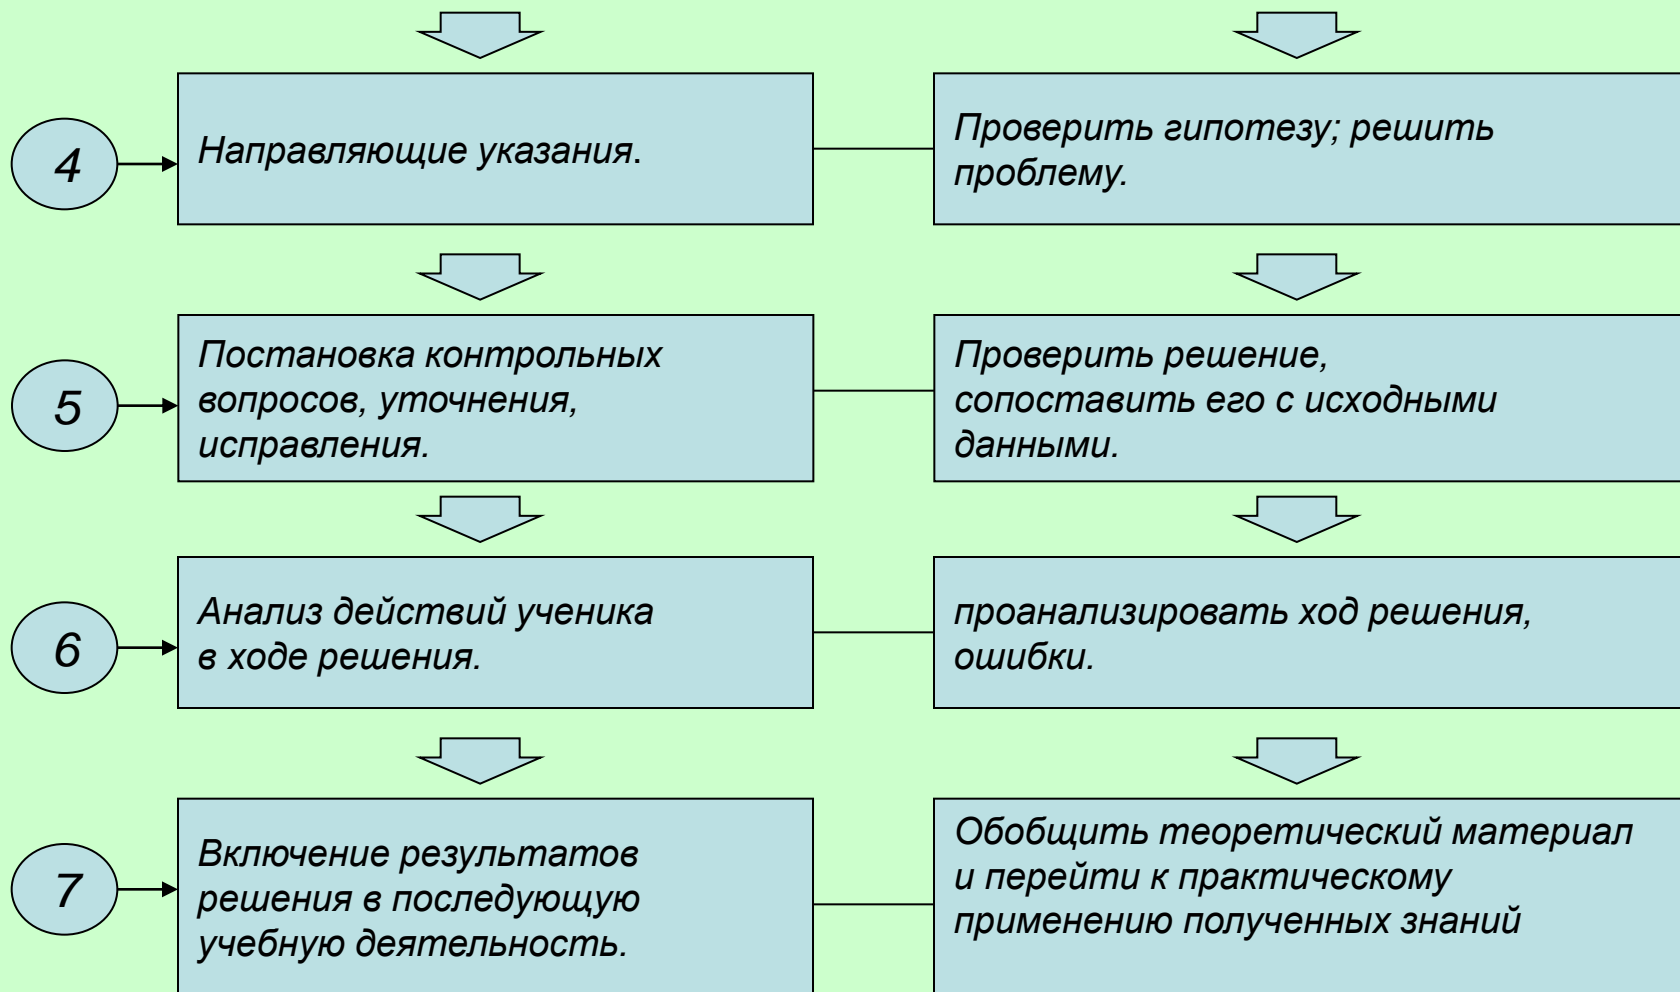 4
Направляющие указания.
Проверить гипотезу; решить
проблему.
5
Постановка контрольных
вопросов, уточнения,
исправления.
Проверить решение,
сопоставить его с исходными
данными.
6
Анализ действий ученика
в ходе решения.
проанализировать ход решения,
ошибки.
7
Включение результатов
решения в последующую
учебную деятельность.
Обобщить теоретический материал
и перейти к практическому
применению полученных знаний